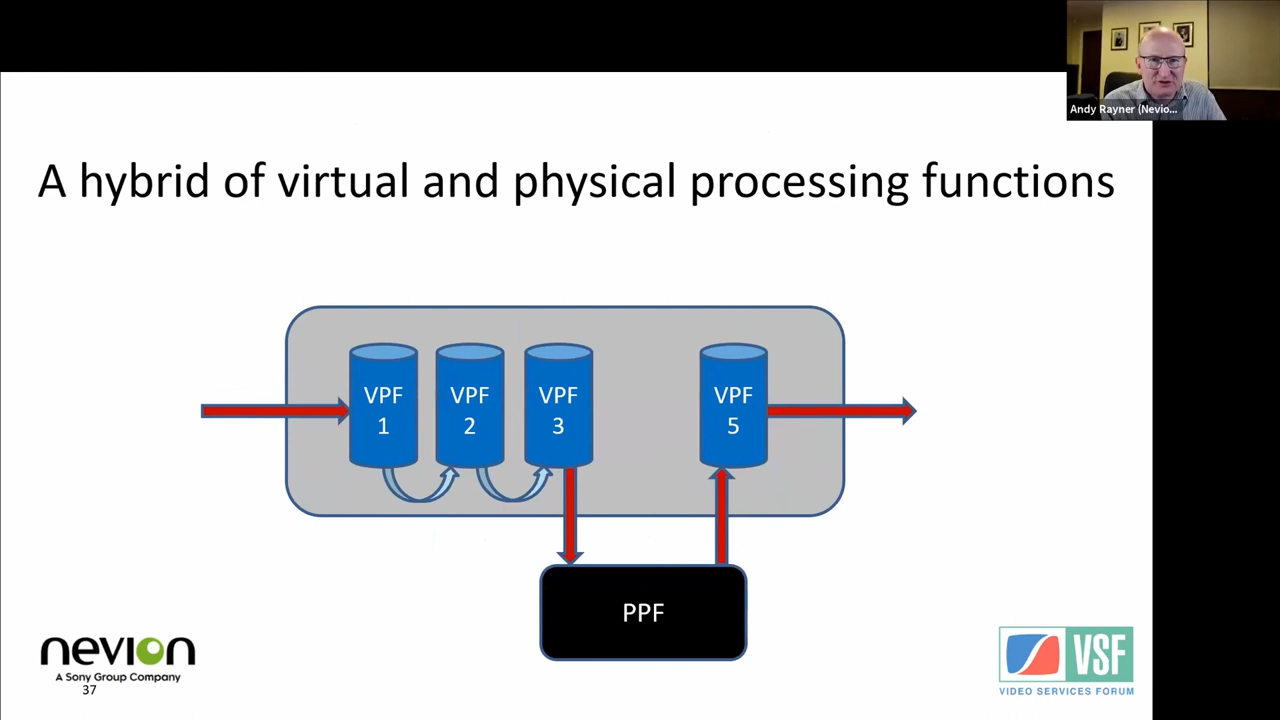 Andy Rayner (Nevio...
A hybrid of virtual and physical processing functions
VPF
1
VPF
2
VPF
3
VPF
5
PPF
nevion
A Sony Group Company
37
VSF
VIDEO SERVICES FORUM